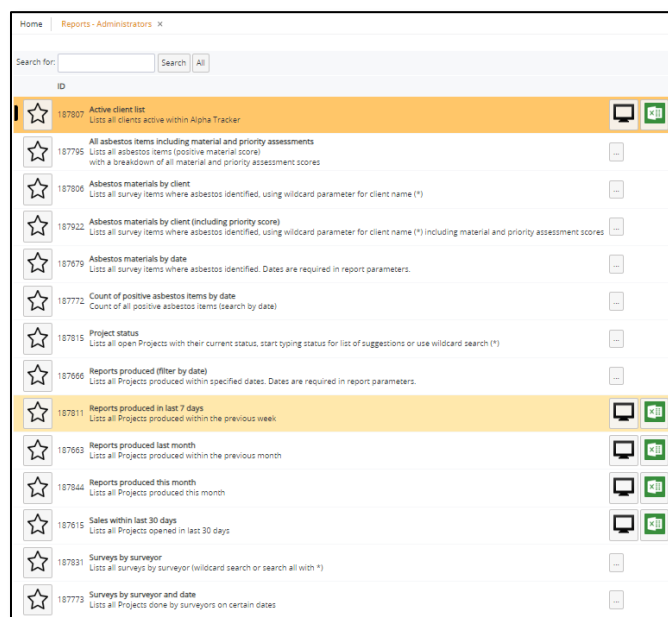 Home Reports - Administrators ×
Search for: Search All
ID
187807 Active client list
Lists all clients active within Alpha Tracker
All asbestos items including material and priority assessments
187795 Lists all asbestos items (positive material score)
with a breakdown of all material and priority assessment scores
...
187806 Asbestos materials by client
Lists all survey items where asbestos identified, using wildcard parameter for client name (*)
...
187922 Asbestos materials by client (including priority score)
Lists all survey items where asbestos identified, using wildcard parameter for client name (*) including material and priority assessment scores
...
187679 Asbestos materials by date
Lists all survey items where asbestos identified. Dates are required in report parameters.
...
187772 Count of positive asbestos items by date
Count of all positive asbestos items (search by date)
...
187815 Project status
Lists all open Projects with their current status, start typing status for list of suggestions or use wildcard search (*)
...
187666 Reports produced (filter by date)
Lists all Projects produced within specified dates. Dates are required in report parameters.
...
187811 Reports produced in last 7 days
Lists all Projects produced within the previous week
187663 Reports produced last month
Lists all Projects produced within the previous month
187844 Reports produced this month
Lists all Projects produced this month
187615 Sales within last 30 days
Lists all Projects opened in last 30 days
187831 Surveys by surveyor
Lists all surveys by surveyor (wildcard search or search all with *)
...
187773 Surveys by surveyor and date
Lists all Projects done by surveyors on certain dates
...